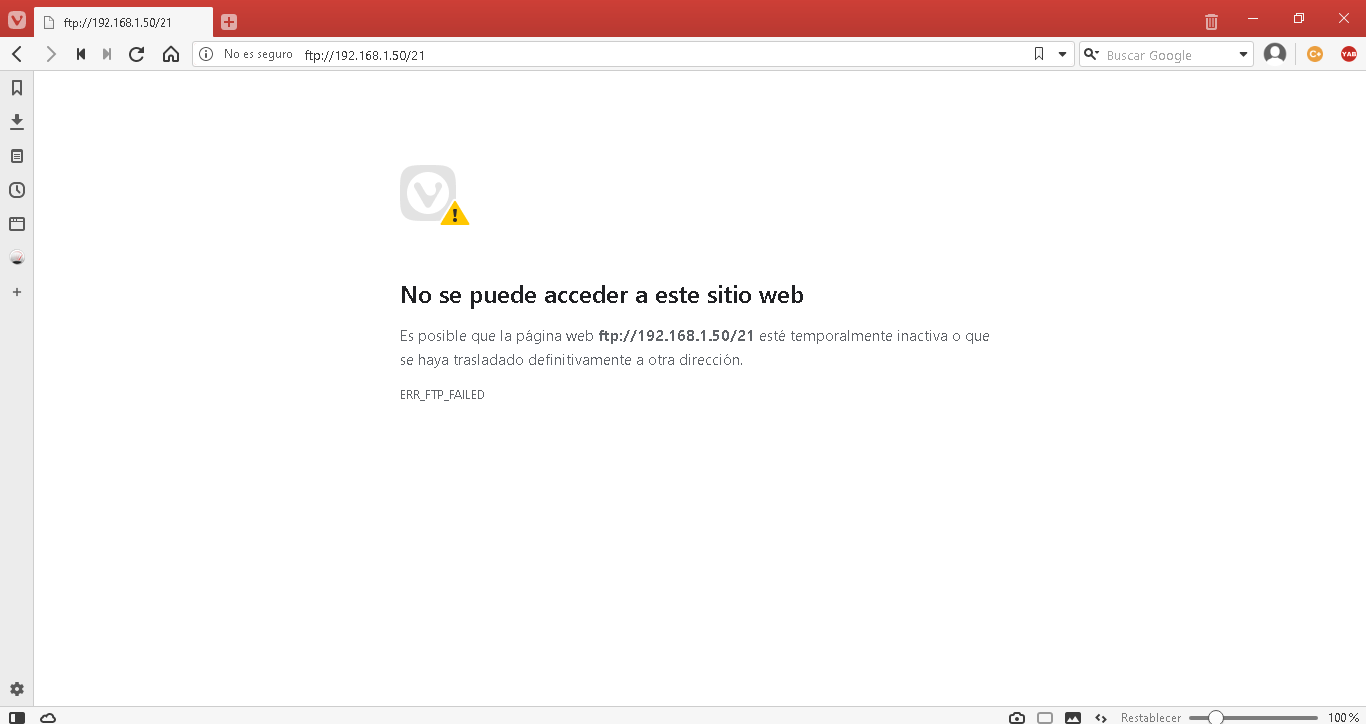 ftp://192.168.1.50/21
No es seguro ftp://192.168.1.50/21 Buscar Google C+ YAB
No se puede acceder a este sitio web
Es posible que la página web ftp://192.168.1.50/21 esté temporalmente inactiva o que
se haya trasladado definitivamente a otra dirección.
ERR_FTP_FAILED
Restablecer 100 %